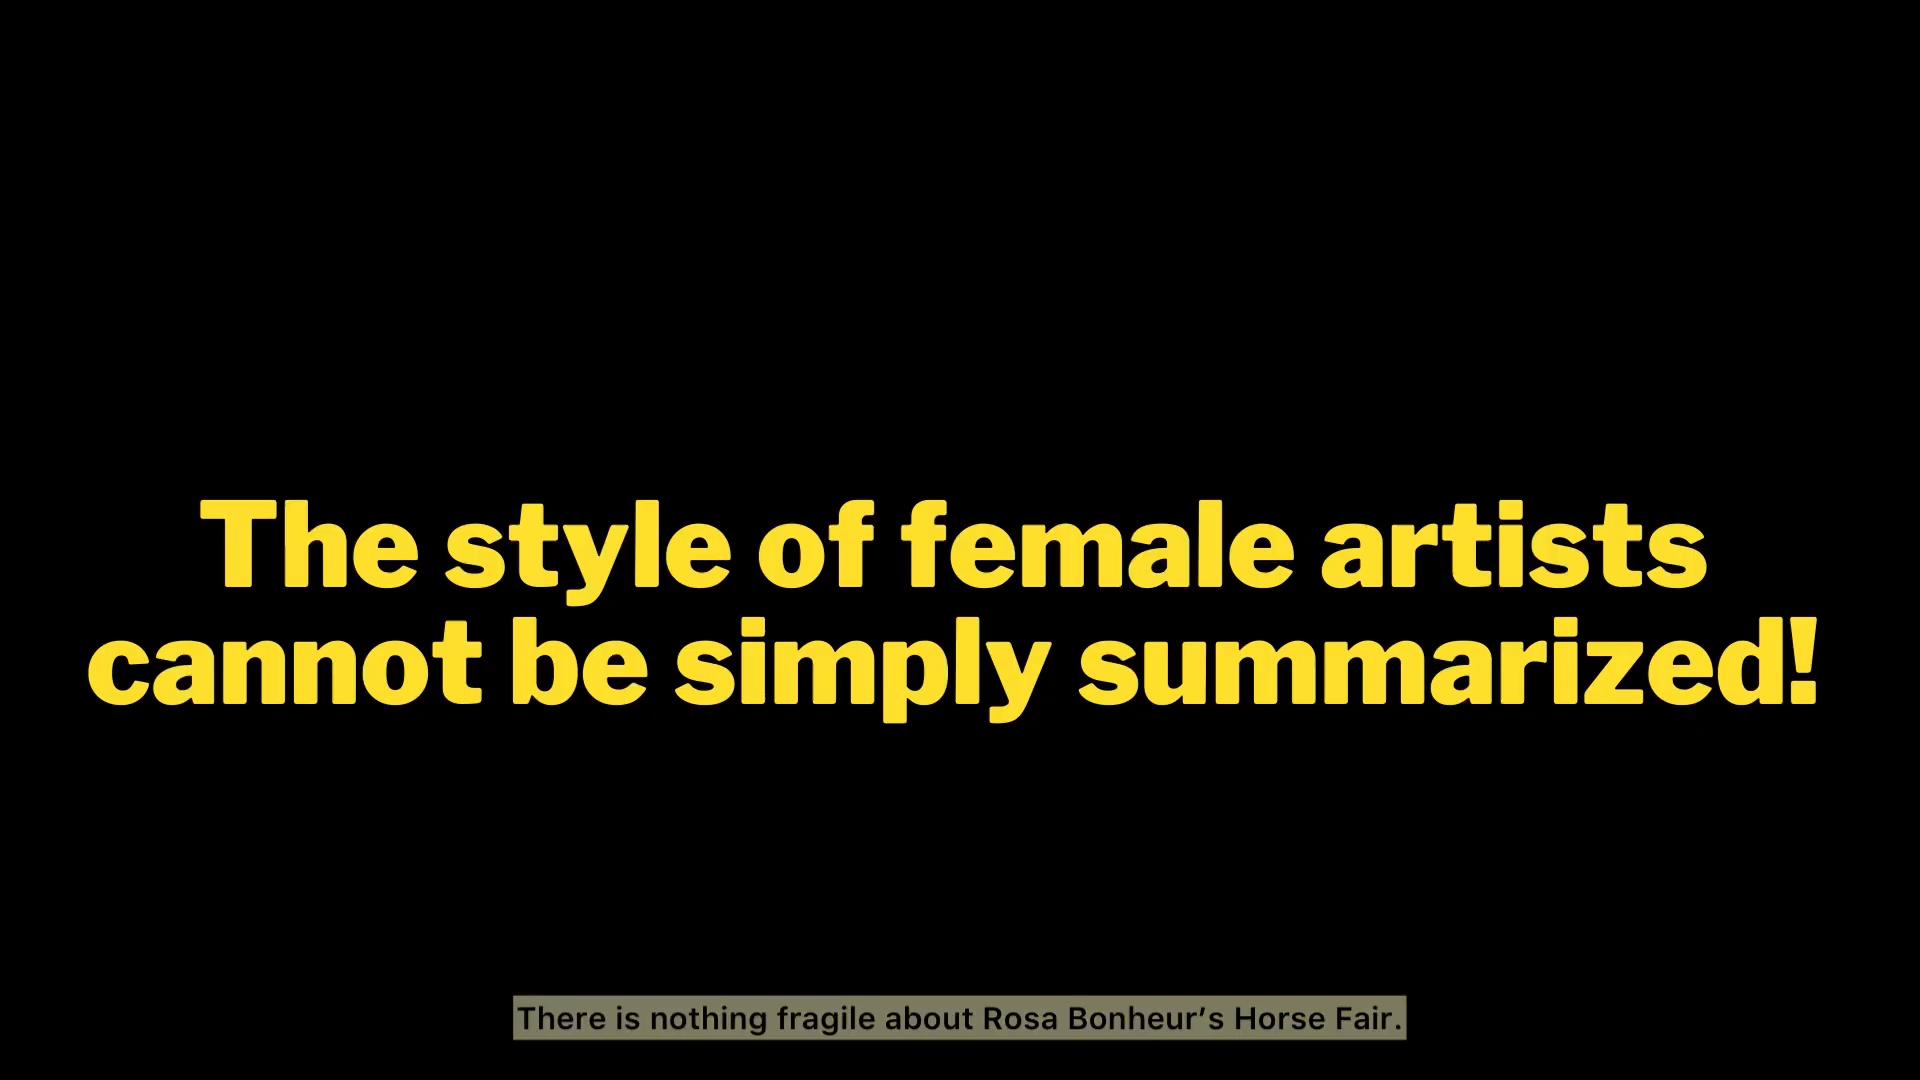 The style of female artists
cannot be simply summarized!
There is nothing fragile about Rosa Bonheur’s Horse Fair.